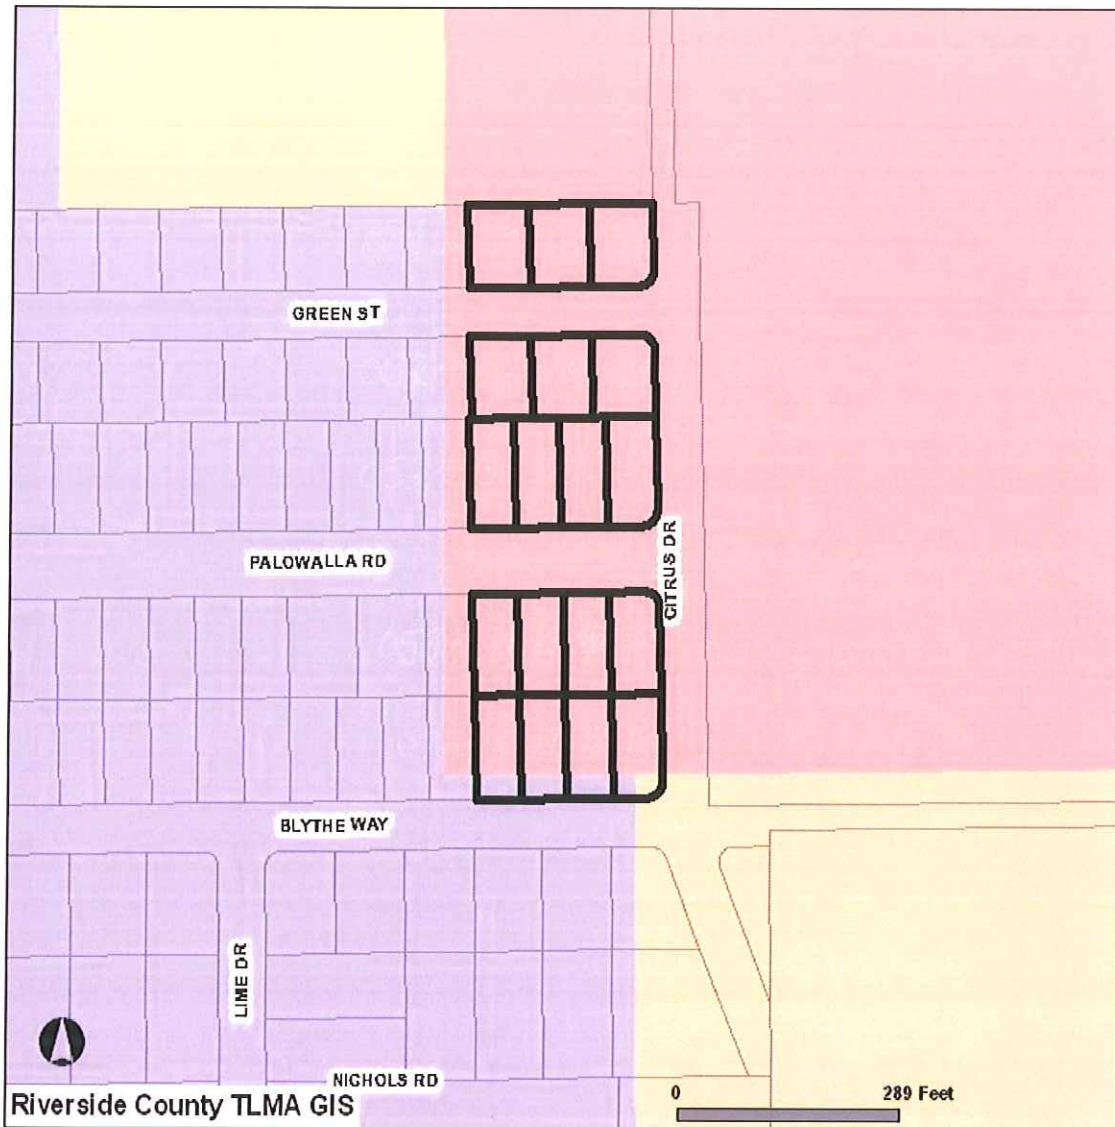 GREEN ST
PALOWALLA RD
CITRUS DR
BLYTHE WAY
LIME DR
NICHOLS RD
0 289 Feet
Riverside County TLMA GIS